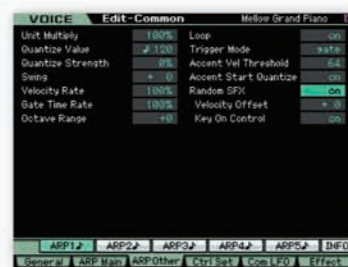 VOICE Edit-Common Mellow Grand Piano
Unit Multiply 100% Loop on
Quantize Value ♪120 Trigger Mode gate
Quantize Strength 0% Accent Vel Threshold 64
Swing + 0 Accent Start Quantize on
Velocity Rate 100% Random SFX on
Gate Time Rate 100% Velocity Offset + 0
Octave Range +0 Key On Control on
ARP1♪ ARP2♪ ARP3♪ ARP4♪ ARP5♪ INFO
General ARP Main ARP Other Ctrl Set Com LFO Effect